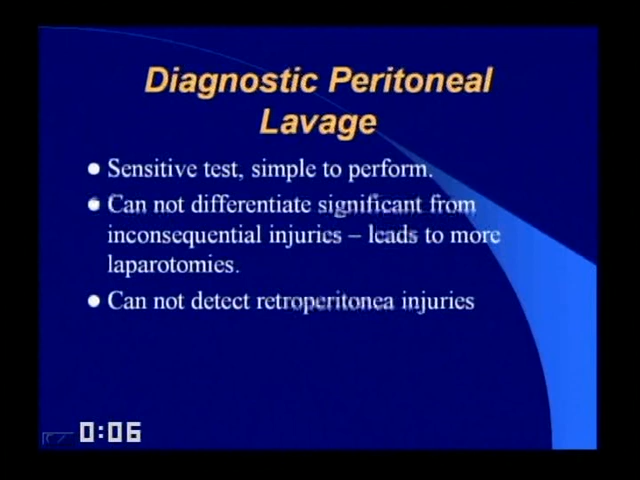 Diagnostic Peritoneal
Lavage
Sensitive test, simple to perform.
Can not differentiate significant from
inconsequential injuries – leads to more
laparotomies.
Can not detect retroperitonea injuries
0:06